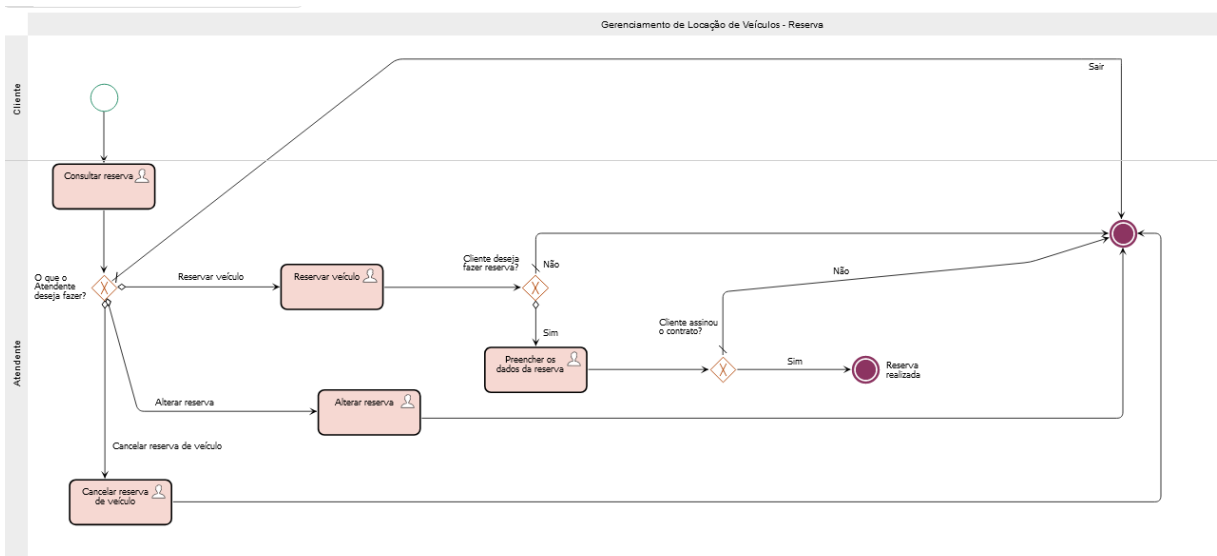 Gerenciamento de Locação de Veículos - Reserva
Cliente
Sair
Consultar reserva
Atendente
O que o
Atendente
deseja fazer?
Reservar veículo
Reservar veículo
Cliente deseja
fazer reserva?
Não
Sim
Preencher os
dados da reserva
Cliente assinou
o contrato?
Não
Sim
Reserva
realizada
Alterar reserva
Alterar reserva
Cancelar reserva de veículo
Cancelar reserva
de veículo